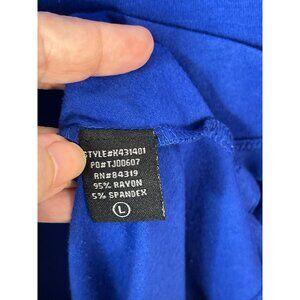 STYLE#K431401
PO#TJ00607
RN#84319
95% RAYON
5% SPANDEX
L